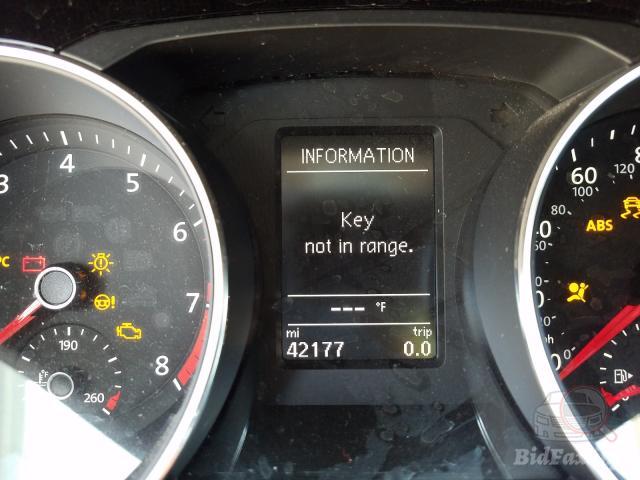 INFORMATION
Key
not in range.
--- °F
mi trip
42177 0.0
3 4 5 6 7 8
PC
190
°F
260
60
80
100
120
ABS
BidFax